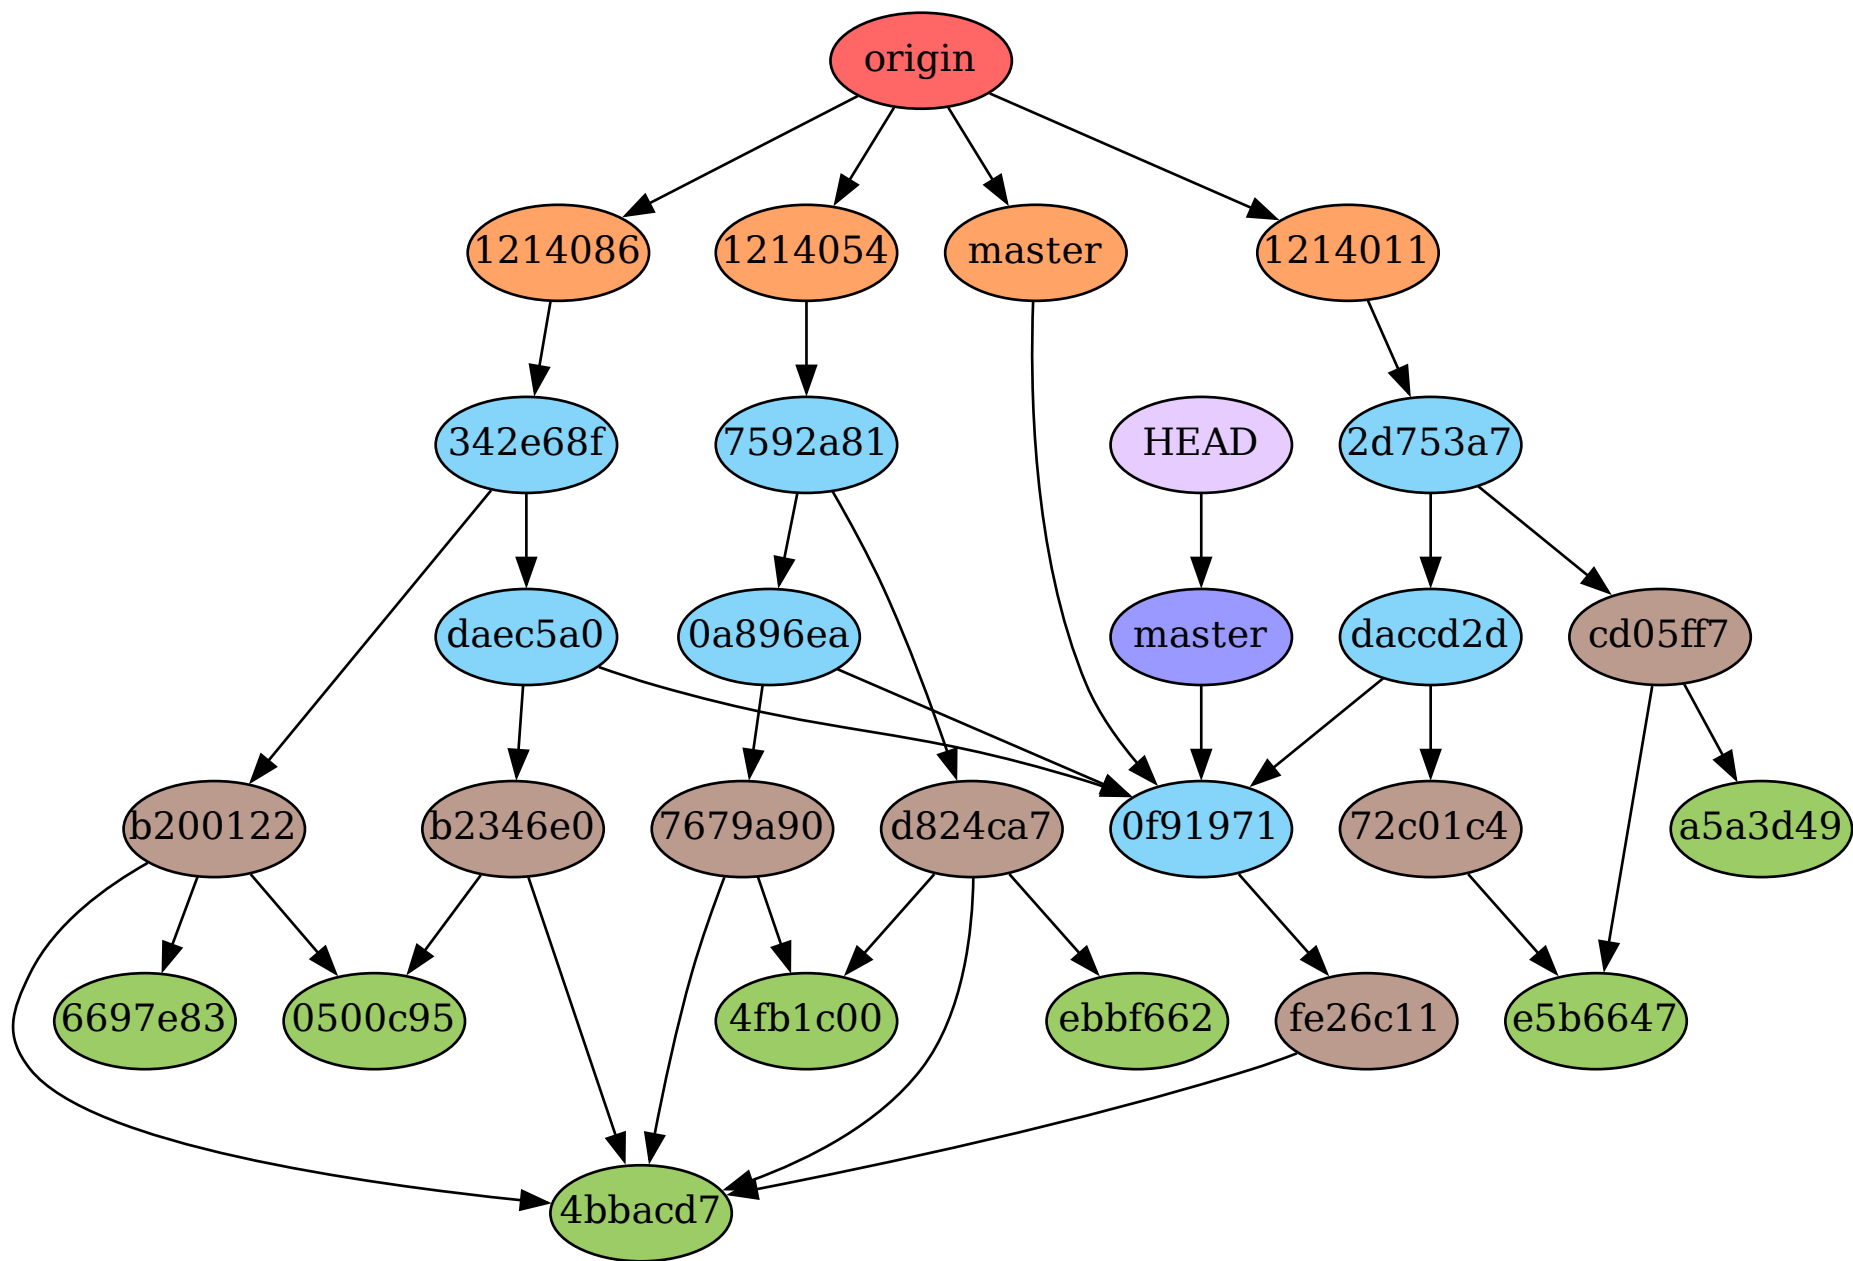 origin
1214086
1214054
master
1214011
342e68f
7592a81
HEAD
2d753a7
daec5a0
0a896ea
master
daccd2d
cd05ff7
b200122
b2346e0
7679a90
d824ca7
0f91971
72c01c4
a5a3d49
6697e83
0500c95
4fb1c00
ebbf662
fe26c11
e5b6647
4bbacd7